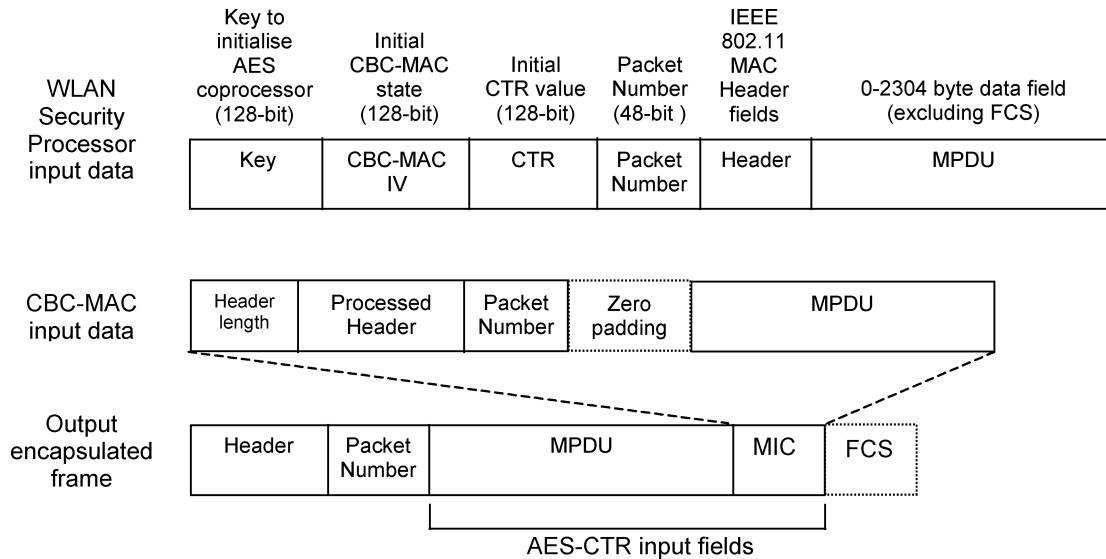 Key to
initialise
AES
coprocessor
(128-bit)
Initial
CBC-MAC
state
(128-bit)
Initial
CTR value
(128-bit)
Packet
Number
(48-bit )
IEEE
802.11
MAC
Header
fields
0-2304 byte data field
(excluding FCS)
WLAN
Security
Processor
input data
Key
CBC-MAC
IV
CTR
Packet
Number
Header
MPDU
CBC-MAC
input data
Header
length
Processed
Header
Packet
Number
Zero
padding
MPDU
Output
encapsulated
frame
Header
Packet
Number
MPDU
MIC
FCS
AES-CTR input fields